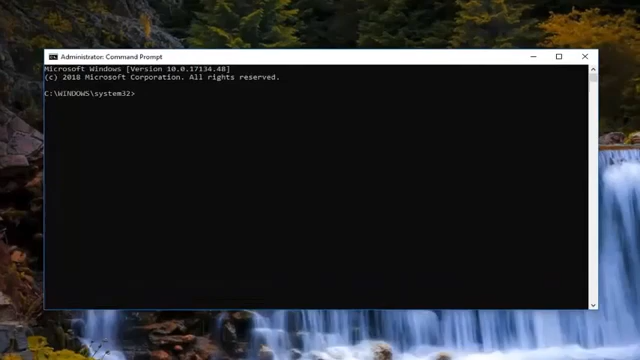 Administrator: Command Prompt
Microsoft Windows [Version 10.0.17134.48]
(c) 2018 Microsoft Corporation. All rights reserved.
C:\WINDOWS\system32>